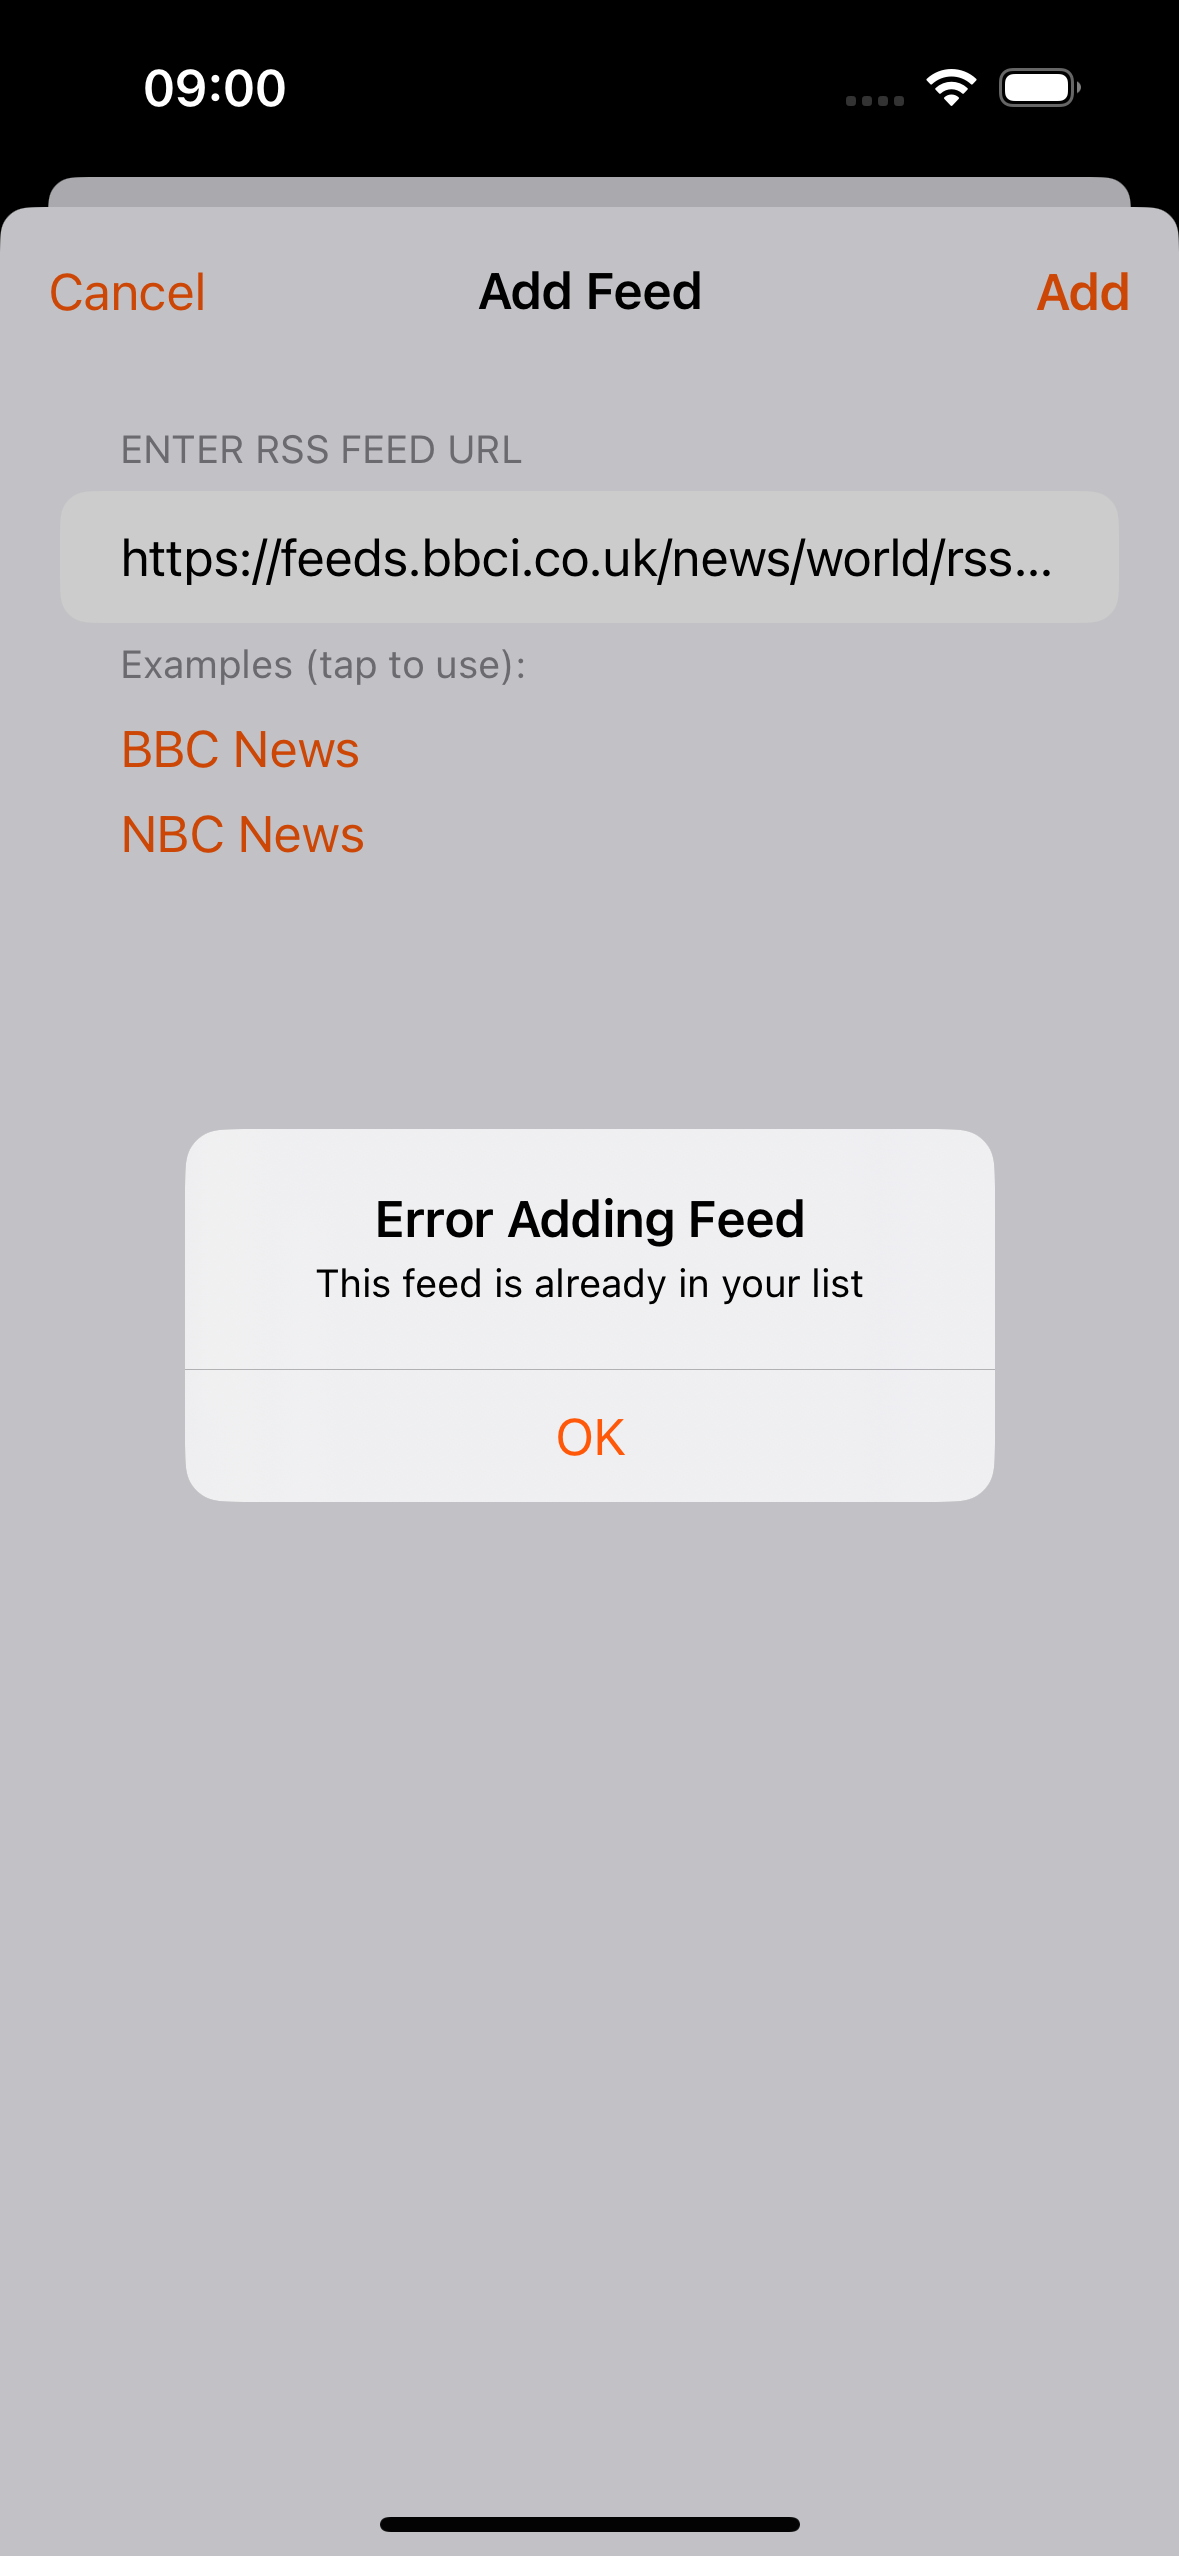 09:00
Cancel Add Feed Add
ENTER RSS FEED URL
https://feeds.bbci.co.uk/news/world/rss...
Examples (tap to use):
BBC News
NBC News
Error Adding Feed
This feed is already in your list
OK